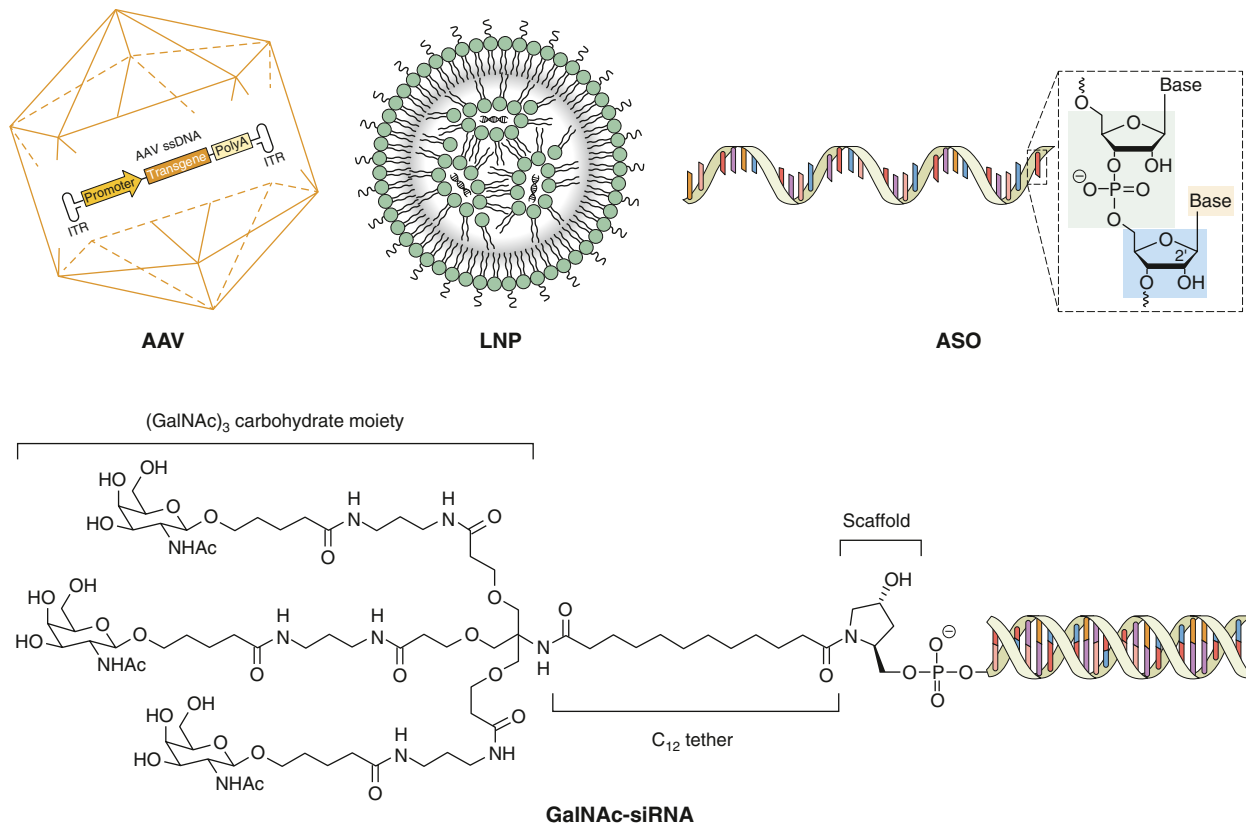 AAV ssDNA
ITR
Promoter
Transgene
PolyA
ITR
AAV
LNP
Base
O
O
OH
O
⊖O
P
O
O
Base
O
2'
O
OH
ASO
(GalNAc)3 carbohydrate moiety
OH
HO
O
HO
O
NHAc
O
H
N
H
N
O
O
OH
HO
O
HO
O
NHAc
O
H
N
H
N
O
O
O
N
H
O
O
OH
HO
O
HO
O
NHAc
O
H
N
O
NH
C12 tether
Scaffold
OH
N
O
O
⊖
O
P
O
O
GalNAc-siRNA